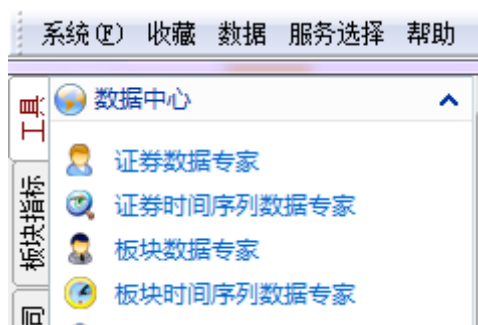 系统(F) 收藏 数据 服务选择 帮助
工具
数据中心
证券数据专家
证券时间序列数据专家
板块数据专家
板块时间序列数据专家
板块指标